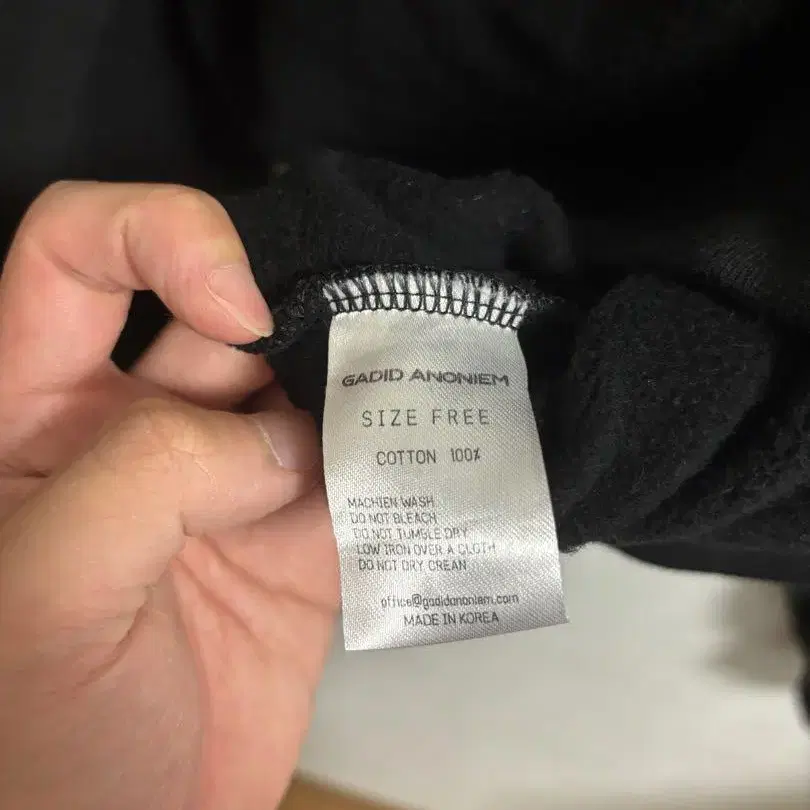 GADID ANONIEM
SIZE FREE
COTTON 100%
MACHIEN WASH
DO NOT BLEACH
DO NOT TUMBLE DRY
LOW IRON OVER A CLOTH
DO NOT DRY CREAN
office@gadidanoniem.com
MADE IN KOREA